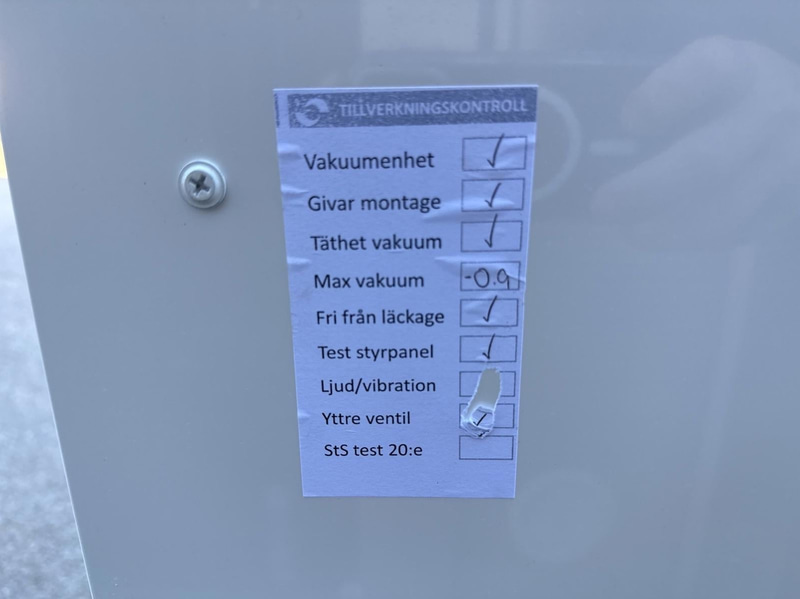 TILLVERKNINGSKONTROLL
Vakuumenhet ✓
Givar montage ✓
Täthet vakuum ✓
Max vakuum -0.9
Fri från läckage ✓
Test styrpanel ✓
Ljud/vibration
Yttre ventil ✓
StS test 20:e